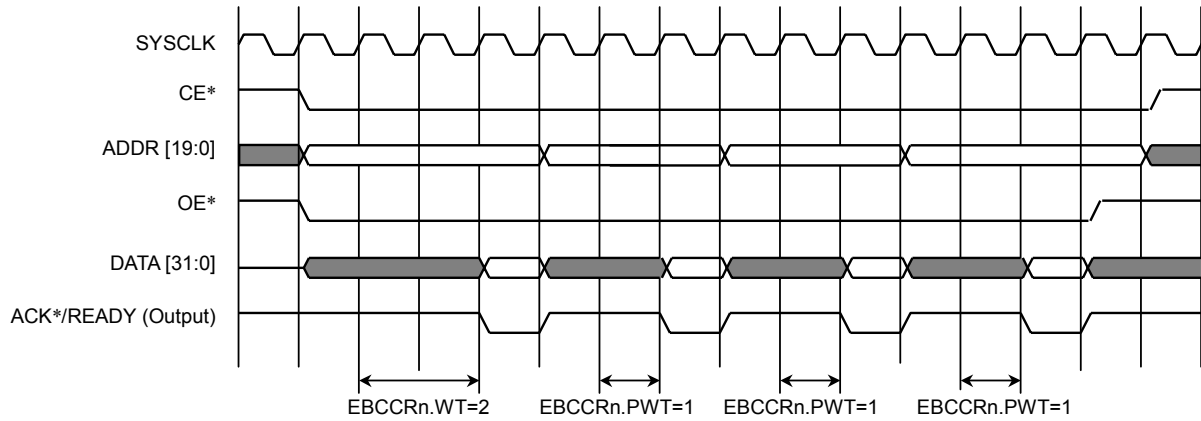 SYSCLK
CE*
ADDR [19:0]
OE*
DATA [31:0]
ACK*/READY (Output)
EBCCRn.WT=2 EBCCRn.PWT=1 EBCCRn.PWT=1 EBCCRn.PWT=1